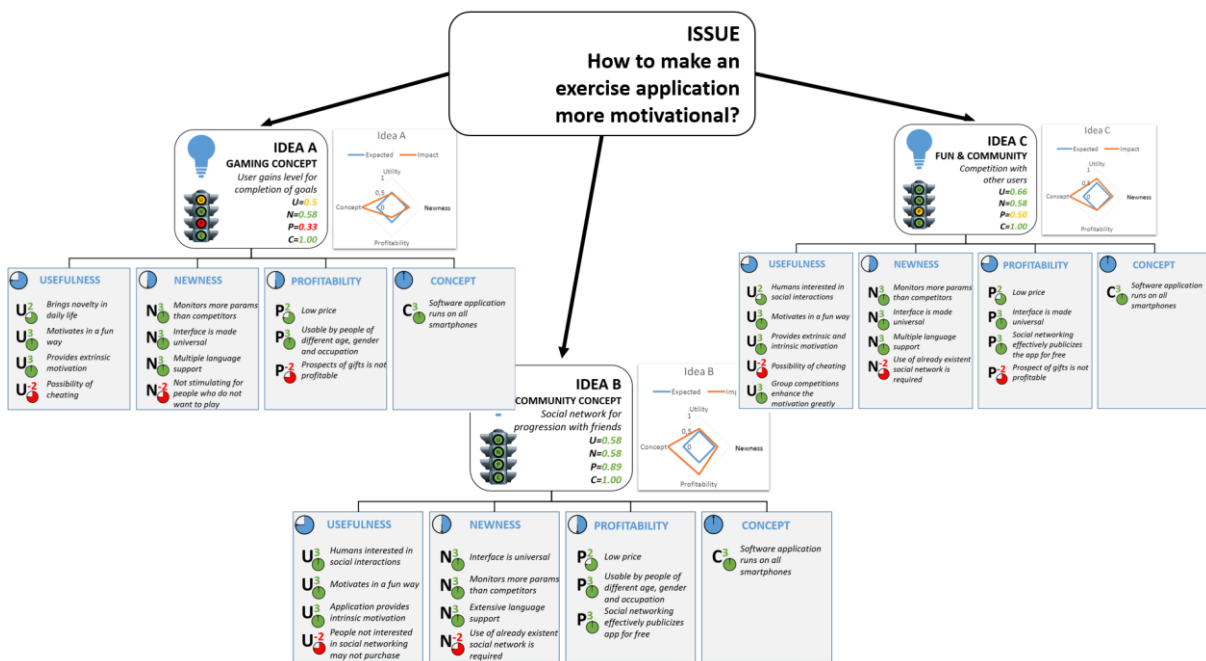 ISSUE
How to make an
exercise application
more motivational?
IDEA A
GAMING CONCEPT
User gains level for
completion of goals
U=0.5
N=0.58
P=0.33
C=1.00
Idea A
Expected Impact
Utility
1
0,5
0
Concept
Newness
Profitability
USEFULNESS
U2 Brings novelty in
daily life
U3 Motivates in a fun
way
U3 Provides extrinsic
motivation
U-2 Possibility of
cheating
NEWNESS
N3 Monitors more params
than competitors
N3 Interface is made
universal
N3 Multiple language
support
N-2 Not stimulating for
people who do not
want to play
PROFITABILITY
P2 Low price
P3 Usable by people of
different age, gender
and occupation
P-2 Prospects of gifts is not
profitable
CONCEPT
C3 Software application
runs on all
smartphones
IDEA B
COMMUNITY CONCEPT
Social network for
progression with friends
U=0.58
N=0.58
P=0.89
C=1.00
Idea B
Expected Im
Utility
1
0,5
0
Concept
Newness
Profitability
USEFULNESS
U3 Humans interested in
social interactions
U3 Motivates in a fun way
U3 Application provides
intrinsic motivation
U-2 People not interested
in social networking
may not purchase
NEWNESS
N3 Interface is universal
N3 Monitors more params
than competitors
N3 Extensive language
support
N-2 Use of already existent
social network is
required
PROFITABILITY
P2 Low price
P3 Usable by people of
different age, gender
and occupation
P3 Social networking
effectively publicizes
app for free
CONCEPT
C3 Software application
runs on all
smartphones
IDEA C
FUN & COMMUNITY
Competition with
other users
U=0.66
N=0.58
P=0.50
C=1.00
Idea C
Expected Impact
Utility
1
0,5
0
Concept
Newness
Profitability
USEFULNESS
U2 Humans interested in
social interactions
U3 Motivates in a fun way
U3 Provides extrinsic and
intrinsic motivation
U-2 Possibility of cheating
U3 Group competitions
enhance the
motivation greatly
NEWNESS
N3 Monitors more params
than competitors
N3 Interface is made
universal
N3 Multiple language
support
N-2 Use of already existent
social network is
required
PROFITABILITY
P3 Interface is made
universal
P3 Social networking
effectively publicizes
the app for free
P-2 Prospect of gifts is not
profitable
CONCEPT
C3 Software application
runs on all
smartphones